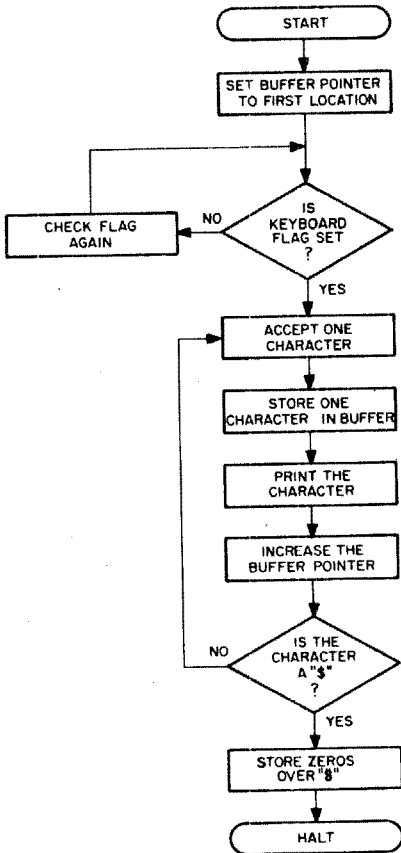 START
SET BUFFER POINTER
TO FIRST LOCATION
IS
KEYBOARD
FLAG SET
?
NO
CHECK FLAG
AGAIN
YES
ACCEPT ONE
CHARACTER
STORE ONE
CHARACTER IN BUFFER
PRINT THE
CHARACTER
INCREASE THE
BUFFER POINTER
IS THE
CHARACTER
A "$"
?
NO
YES
STORE ZEROS
OVER "$"
HALT